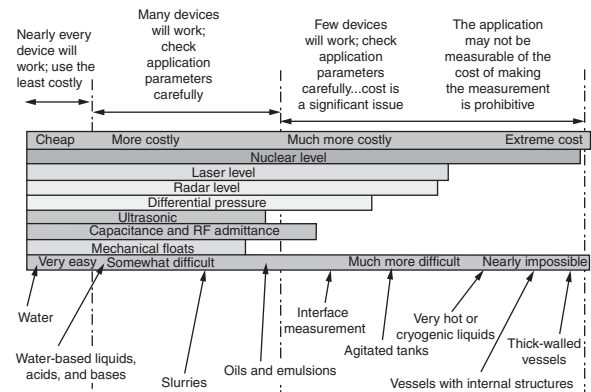 Nearly every
device will
work; use the
least costly
Many devices
will work;
check
application
parameters
carefully
Few devices
will work; check
application
parameters
carefully...cost is
a significant issue
The application
may not be
measurable of the
cost of making
the measurement
is prohibitive
Cheap More costly Much more costly Extreme cost
Nuclear level
Laser level
Radar level
Differential pressure
Ultrasonic
Capacitance and RF admittance
Mechanical floats
Very easy Somewhat difficult Much more difficult Nearly impossible
Water
Water-based liquids,
acids, and bases
Slurries
Oils and emulsions
Interface
measurement
Agitated tanks
Very hot or
cryogenic liquids
Vessels with internal structures
Thick-walled
vessels